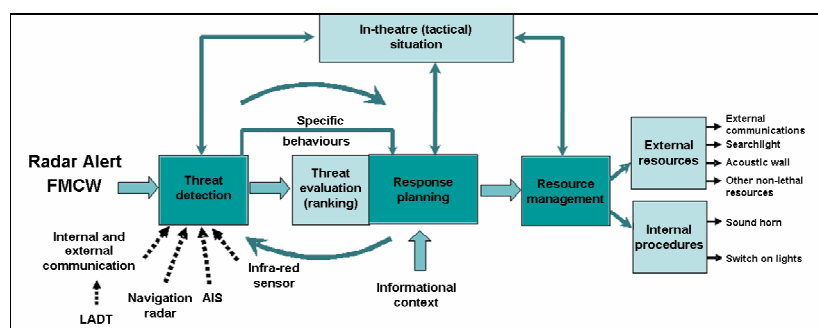 In-theatre (tactical)
situation
Specific
behaviours
Radar Alert
FMCW
Threat
detection
Threat
evaluation
(ranking)
Response
planning
Resource
management
External
resources
External
communications
Searchlight
Acoustic wall
Other non-lethal
resources
Internal
procedures
Sound horn
Switch on lights
Internal and
external
communication
LADT
Navigation
radar
AIS
Infra-red
sensor
Informational
context